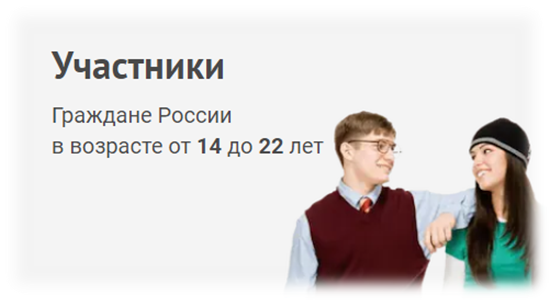 Участники
Граждане России
в возрасте от 14 до 22 лет